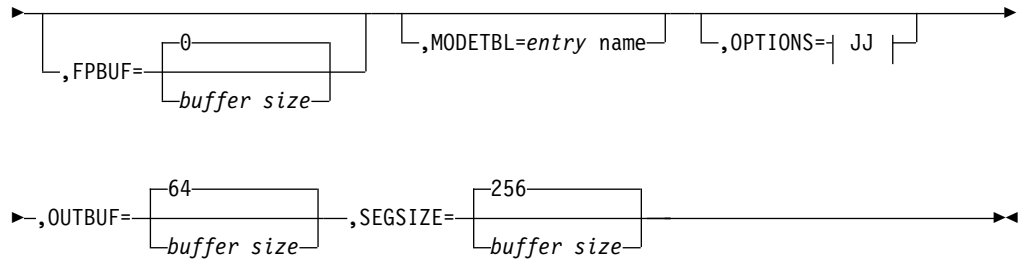 0
,FPBUF=
buffer size
,MODETBL=entry name
,OPTIONS= JJ
64
,OUTBUF=
buffer size
256
,SEGSIZE=
buffer size